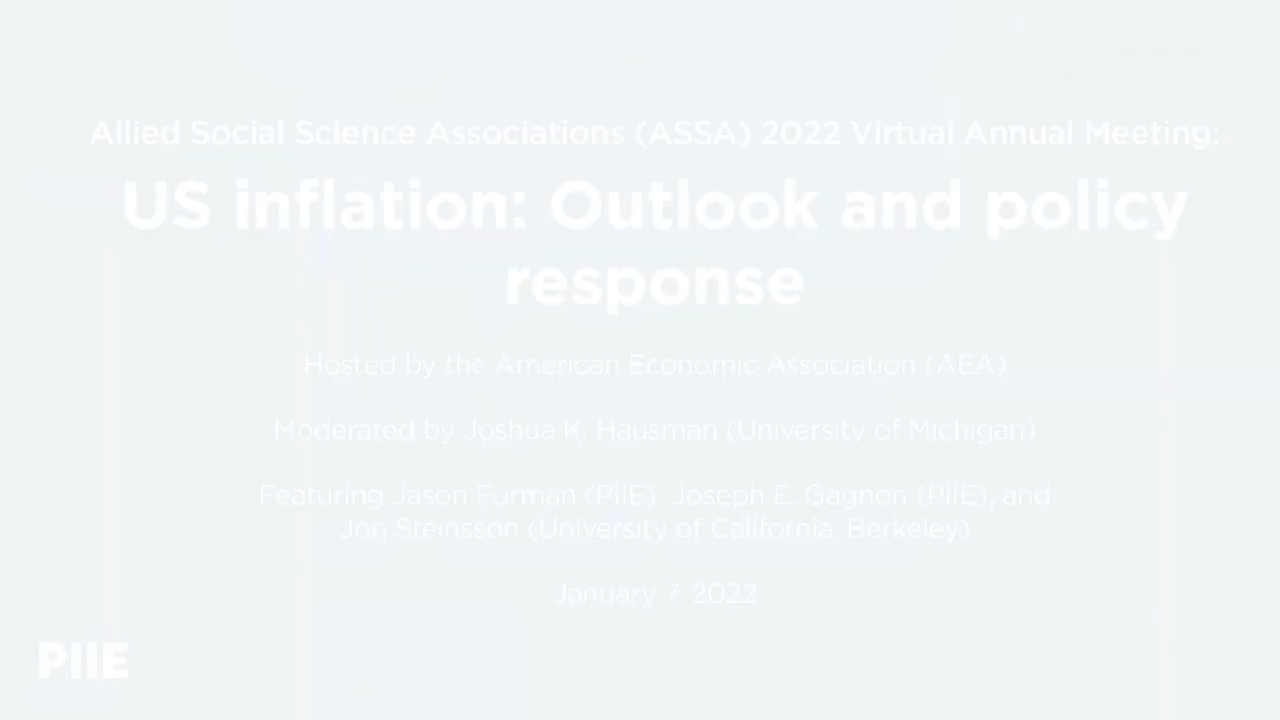 Allied Social Science Associations (ASSA) 2022 Virtual Annual Meeting:
US inflation: Outlook and policy
response
Hosted by the American Economic Association (AEA)
Moderated by Joshua K. Hausman (University of Michigan)
Featuring Jason Furman (PIIE), Joseph E. Gagnon (PIIE), and
Jon Steinsson (University of California, Berkeley)
January 7, 2022
PIIE